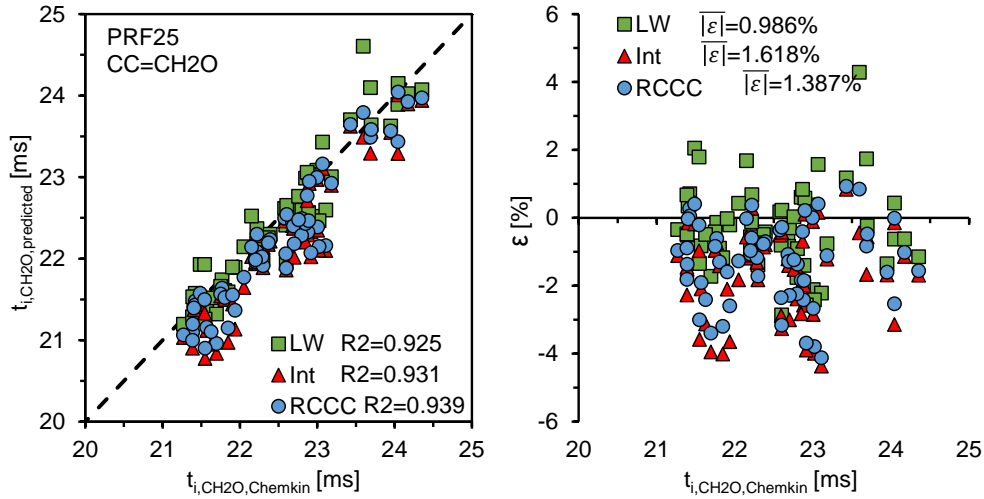 PRF25
CC=CH2O
25
24
23
22
21
20
t_i,CH2O,predicted [ms]
LW R2=0.925
Int R2=0.931
RCCC R2=0.939
20 21 22 23 24 25
t_i,CH2O,Chemkin [ms]
LW |ε|=0.986%
Int |ε|=1.618%
RCCC |ε|=1.387%
6
4
2
0
-2
-4
-6
ε [%]
20 21 22 23 24 25
t_i,CH2O,Chemkin [ms]